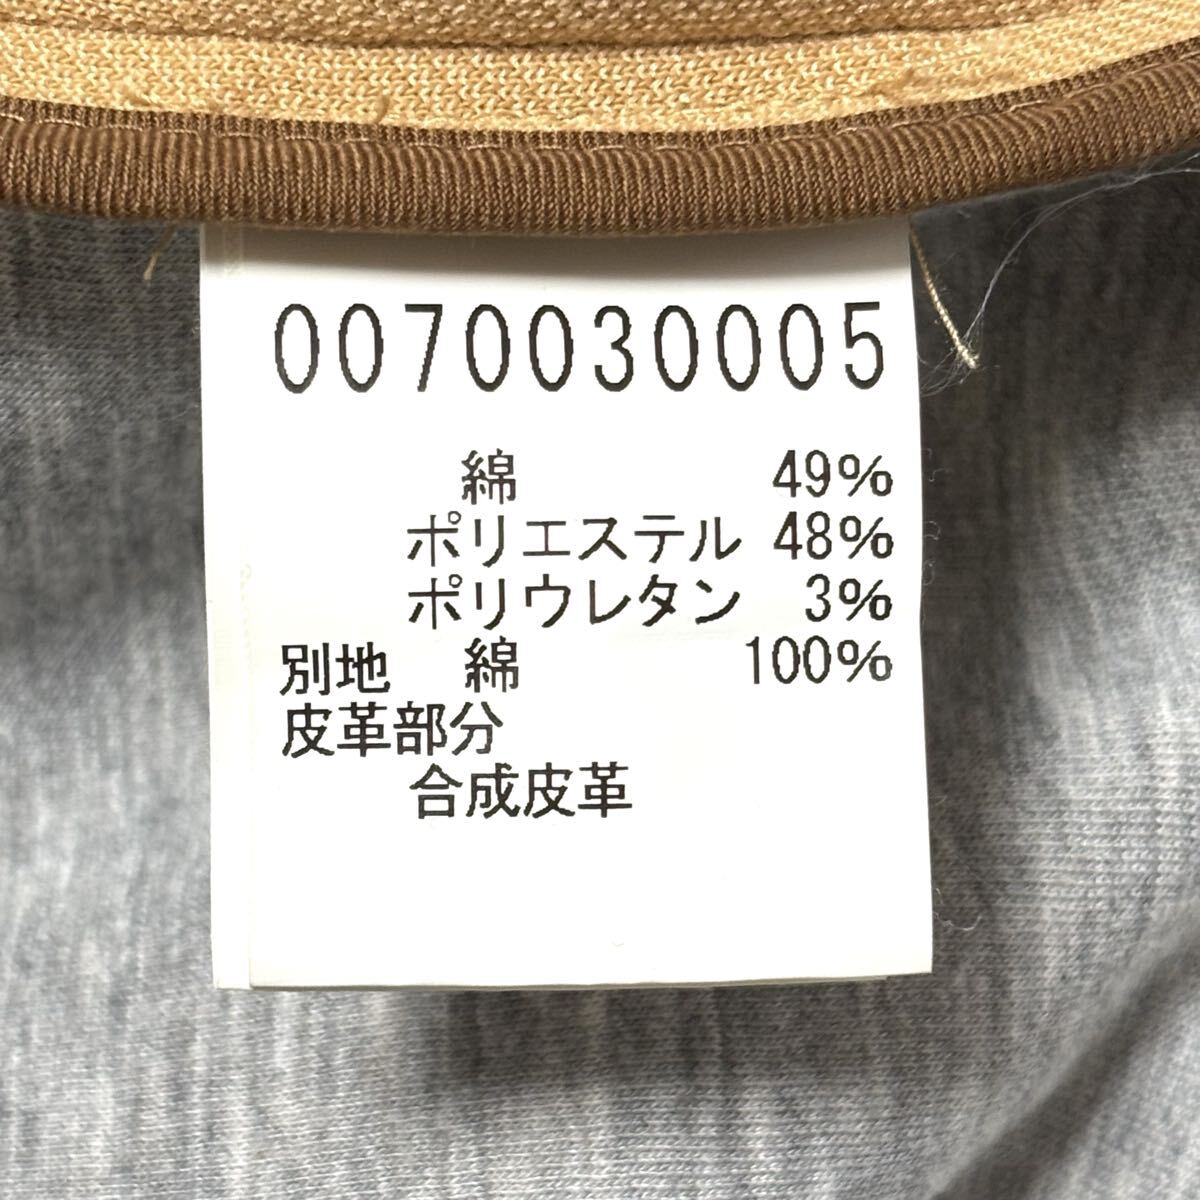 0070030005
綿 49%
ポリエステル 48%
ポリウレタン 3%
別地 綿 100%
皮革部分
合成皮革